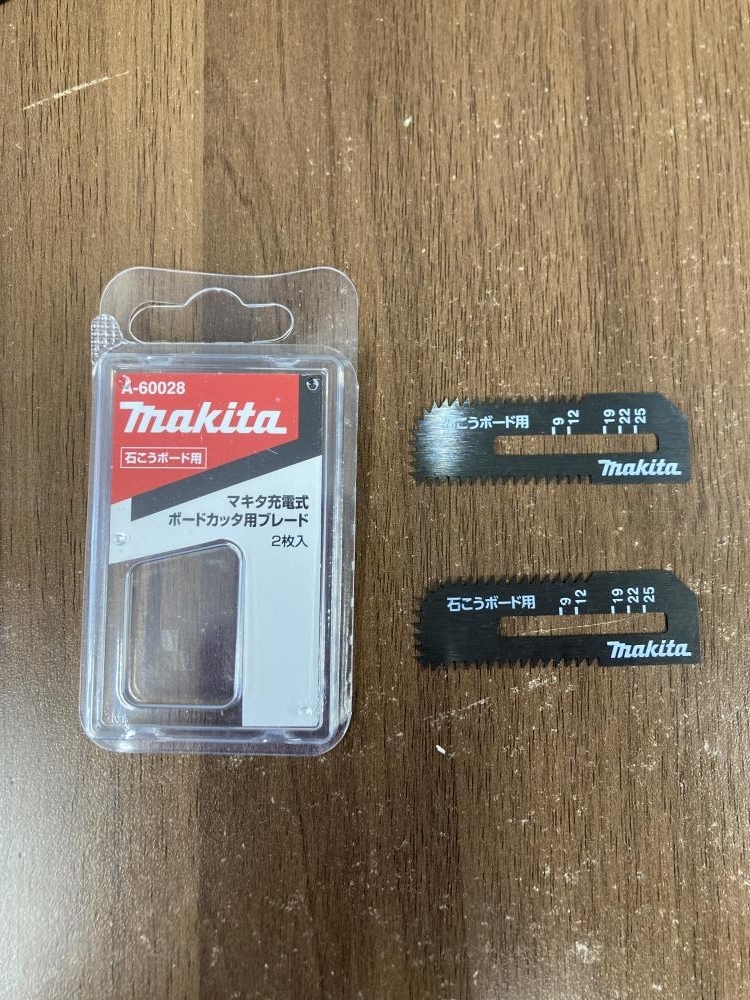 A-60028
makita
石こうボード用
マキタ充電式
ボードカッタ用ブレード
2枚入
石こうボード用
9 12 19 22 25
makita
石こうボード用
9 12 19 22 25
makita